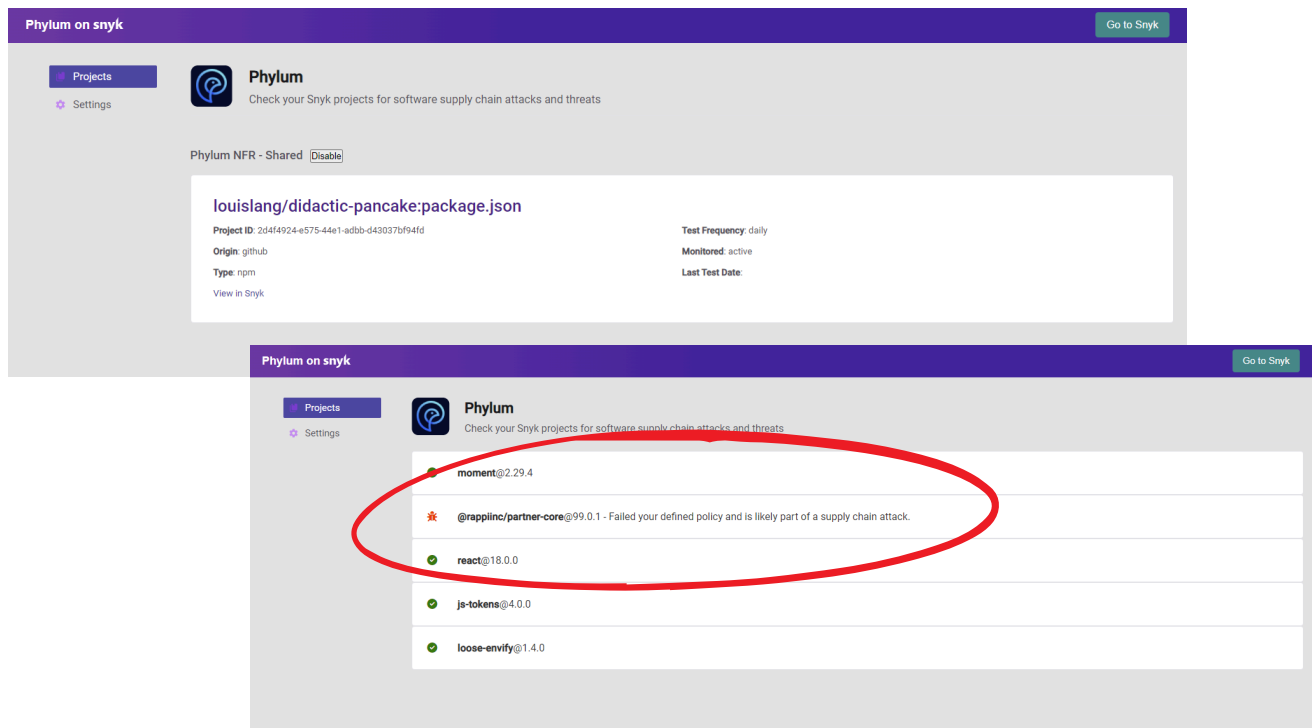 Phylum on snyk
Go to Snyk
Projects
Settings
Phylum
Check your Snyk projects for software supply chain attacks and threats
Phylum NFR - Shared Disable
louislang/didactic-pancake:package.json
Project ID: 2d4f4924-e575-44e1-adbb-d43037bf94fd
Test Frequency: daily
Origin: github
Monitored: active
Type: npm
Last Test Date:
View in Snyk
Phylum on snyk
Go to Snyk
Projects
Settings
Phylum
Check your Snyk projects for software supply chain attacks and threats
moment@2.29.4
@rappiinc/partner-core@99.0.1 - Failed your defined policy and is likely part of a supply chain attack.
react@18.0.0
js-tokens@4.0.0
loose-envify@1.4.0